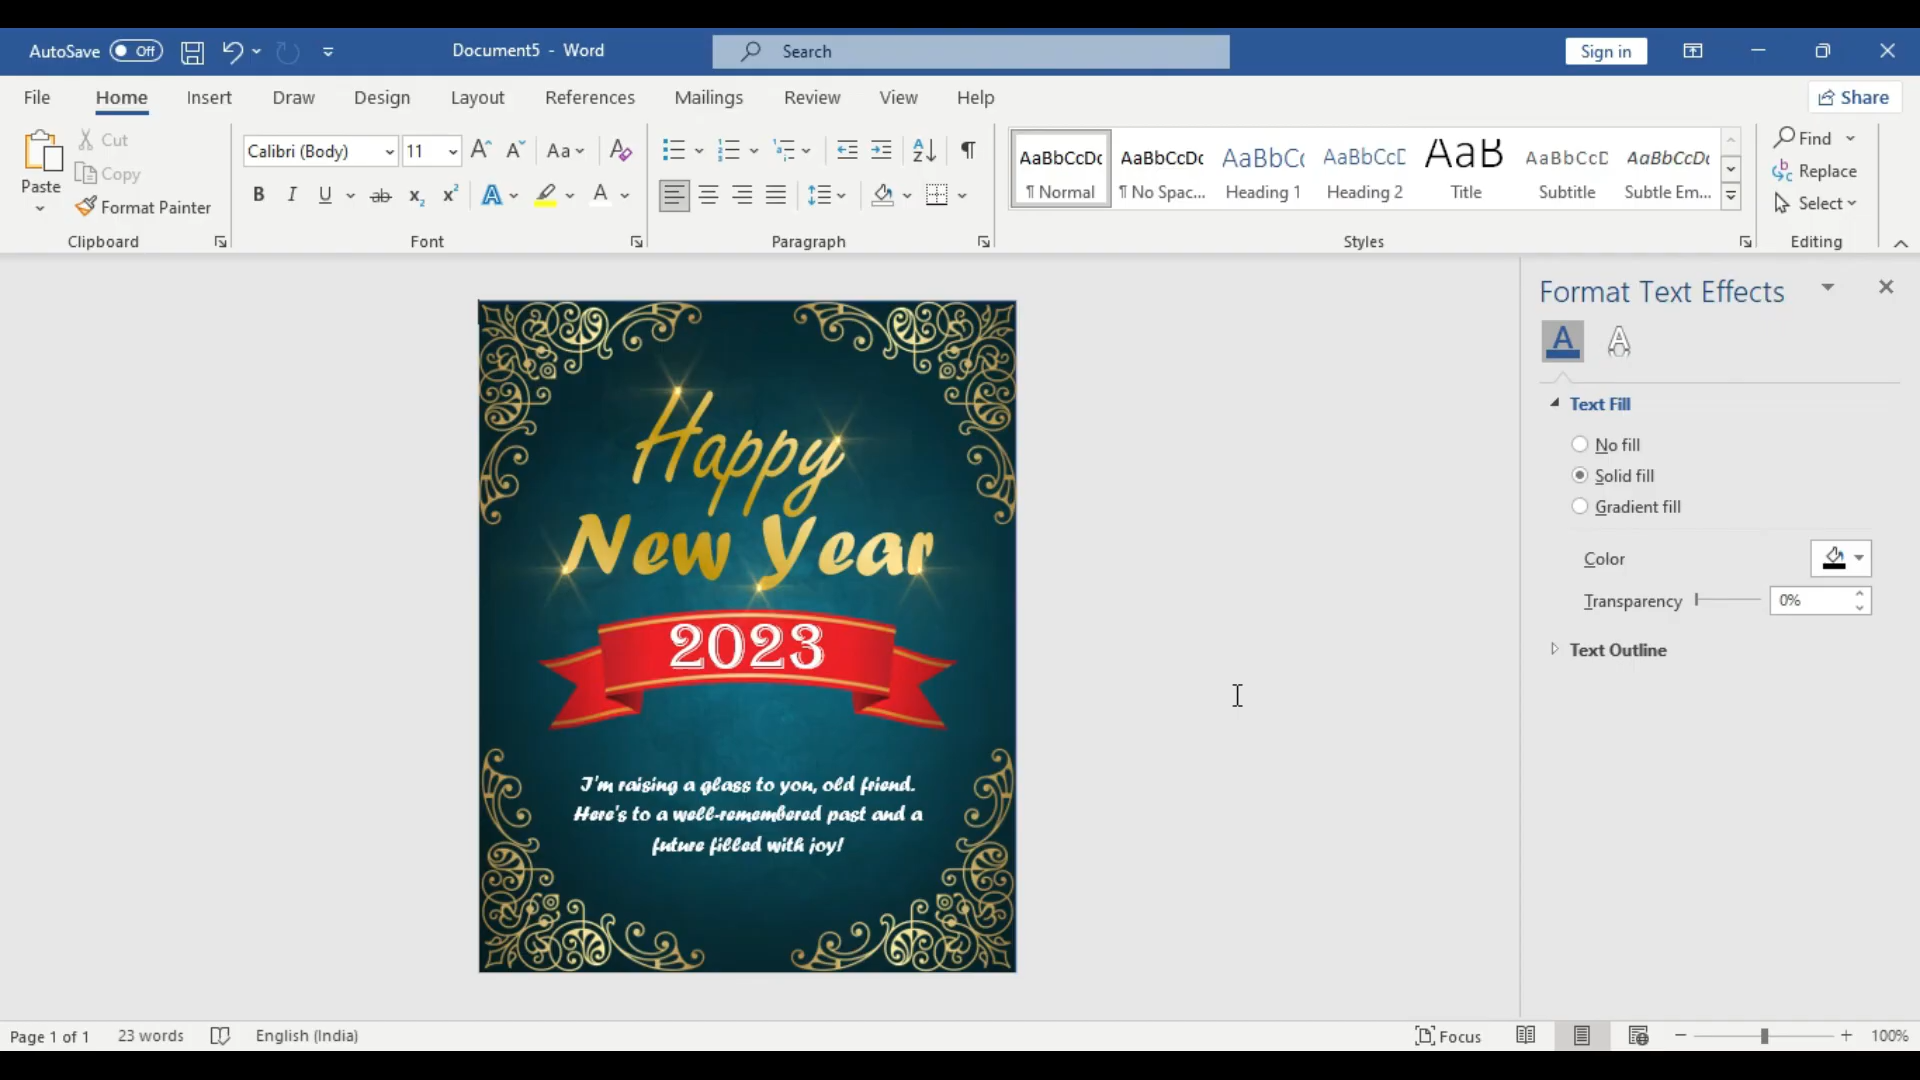 AutoSave Off Document5 - Word Search Sign in
File Home Insert Draw Design Layout References Mailings Review View Help Share
Paste Cut Copy Format Painter Clipboard
Calibri (Body) 11 Aa Font
Paragraph
AaBbCcDc ¶ Normal
AaBbCcDc ¶ No Spac...
AaBbC( Heading 1
AaBbCcE Heading 2
AaB Title
AaBbCcD Subtitle
AaBbCcDc Subtle Em...
Styles
Find
Replace
Select
Editing
Happy
New Year
2023
I'm raising a glass to you, old friend.
Here's to a well-remembered past and a
future filled with joy!
Format Text Effects
Text Fill
No fill
Solid fill
Gradient fill
Color
Transparency 0%
Text Outline
Page 1 of 1 23 words English (India) Focus 100%